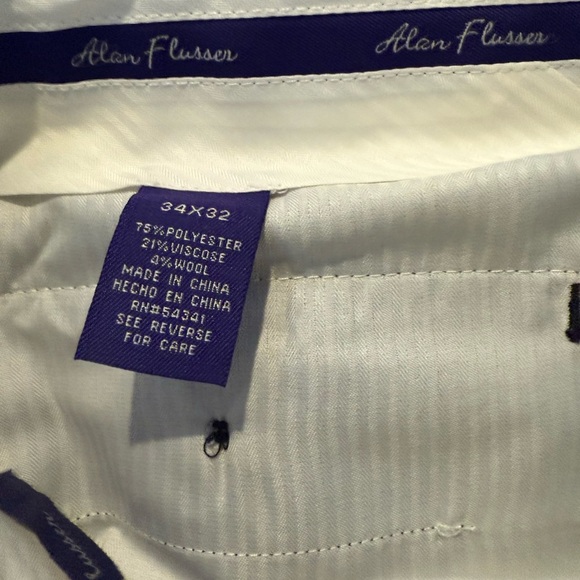 Alan Flusser
Alan Flusser
34X32
75%POLYESTER
21%VISCOSE
4%WOOL
MADE IN CHINA
HECHO EN CHINA
RN#54341
SEE REVERSE
FOR CARE